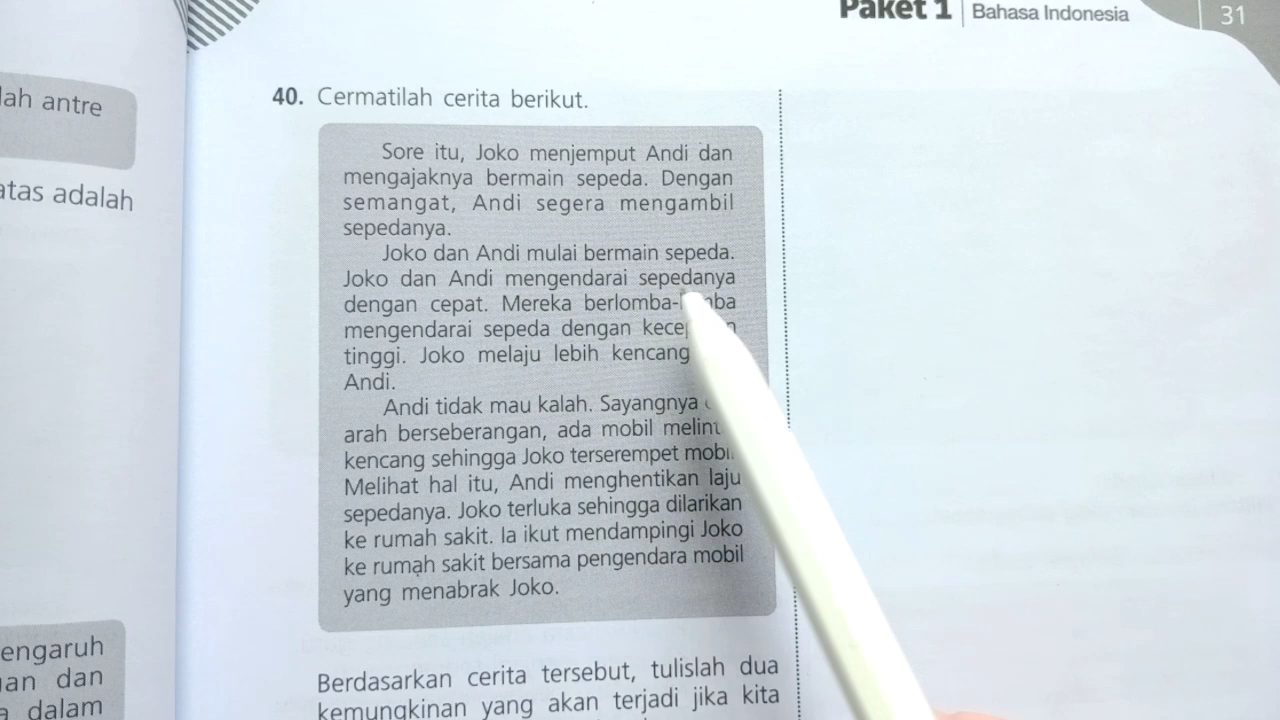 Paket 1 | Bahasa Indonesia 31
lah antre
atas adalah
engaruh
dan
dalam
40. Cermatilah cerita berikut.
Sore itu, Joko menjemput Andi dan
mengajaknya bermain sepeda. Dengan
semangat, Andi segera mengambil
sepedanya.
Joko dan Andi mulai bermain sepeda.
Joko dan Andi mengendarai sepedanya
dengan cepat. Mereka
mengendarai sepeda dengan
tinggi. Joko melaju lebih kencang
Andi.
Andi tidak mau kalah. Sayangnya
arah berseberangan, ada mobil
kencang sehingga Joko terserempet mobil.
Melihat hal itu, Andi menghentikan laju
sepedanya. Joko terluka sehingga dilarikan
ke rumah sakit. Ia ikut mendampingi Joko
ke rumah sakit bersama pengendara mobil
yang menabrak Joko.
Berdasarkan cerita tersebut, tulislah dua
kemungkinan yang akan terjadi jika kita